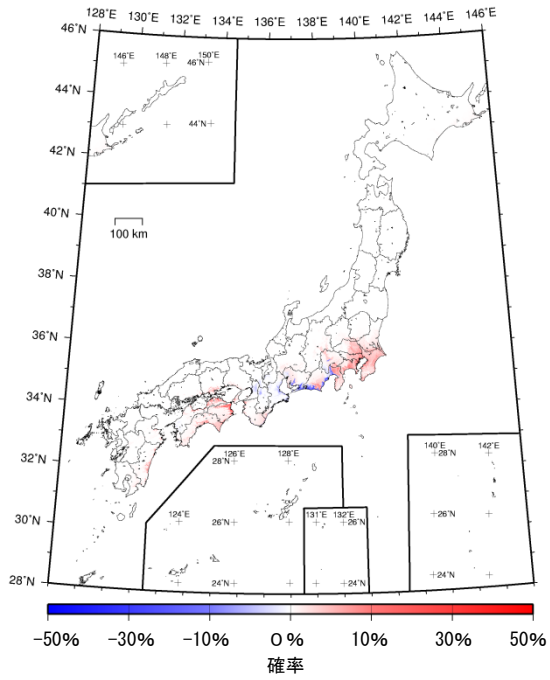 128°E 130°E 132°E 134°E 136°E 138°E 140°E 142°E 144°E 146°E
46°N
146°E 148°E 150°E
46°N
44°N
44°N
42°N
40°N
100 km
38°N
36°N
34°N
32°N
126°E 128°E
28°N
140°E 142°E
28°N
30°N
124°E
26°N
131°E 132°E
26°N
26°N
28°N
24°N
24°N
24°N
−50% −30% −10% 0 % 10% 30% 50%
確率